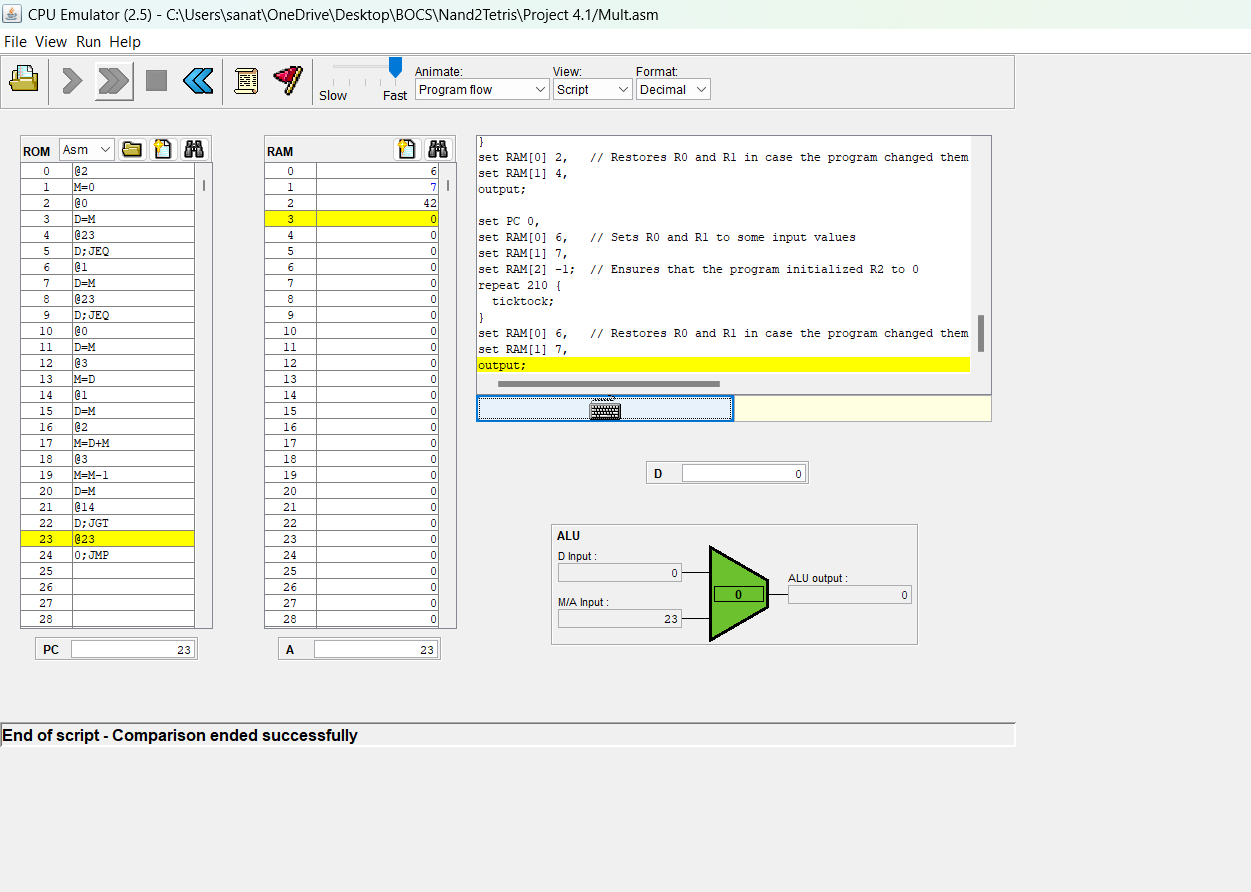 CPU Emulator (2.5) - C:\Users\sanat\OneDrive\Desktop\BOCS\Nand2Tetris\Project 4.1/Mult.asm
File View Run Help
Slow Fast
Animate: View: Format:
Program flow Script Decimal
ROM Asm
0 @2
1 M=0
2 @0
3 D=M
4 @23
5 D;JEQ
6 @1
7 D=M
8 @23
9 D;JEQ
10 @0
11 D=M
12 @3
13 M=D
14 @1
15 D=M
16 @2
17 M=D+M
18 @3
19 M=M-1
20 D=M
21 @14
22 D;JGT
23 @23
24 0;JMP
25
26
27
28
PC 23
RAM
0 6
1 7
2 42
3 0
4 0
5 0
6 0
7 0
8 0
9 0
10 0
11 0
12 0
13 0
14 0
15 0
16 0
17 0
18 0
19 0
20 0
21 0
22 0
23 0
24 0
25 0
26 0
27 0
28 0
A 23
}
set RAM[0] 2,   // Restores R0 and R1 in case the program changed them
set RAM[1] 4,
output;
set PC 0,
set RAM[0] 6,   // Sets R0 and R1 to some input values
set RAM[1] 7,
set RAM[2] -1;  // Ensures that the program initialized R2 to 0
repeat 210 {
  ticktock;
}
set RAM[0] 6,   // Restores R0 and R1 in case the program changed them
set RAM[1] 7,
output;
D 0
ALU
D Input :
0
M/A Input :
23
0
ALU output :
0
End of script - Comparison ended successfully